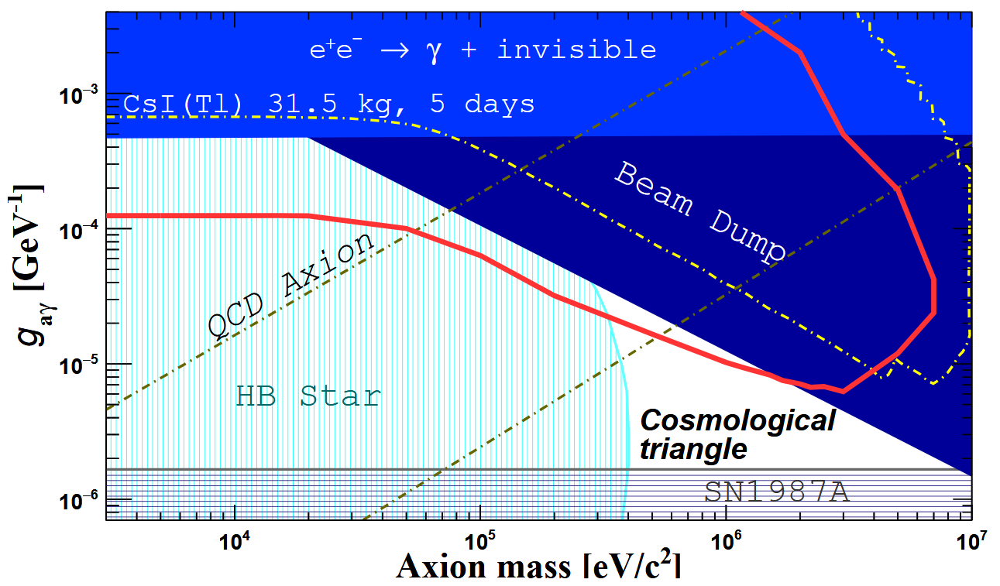 e⁺e⁻ → γ + invisible
10⁻³
CsI(Tl) 31.5 kg, 5 days
Beam Dump
g_aγ [GeV⁻¹]
10⁻⁴
QCD Axion
10⁻⁵
HB Star
Cosmological
triangle
10⁻⁶
SN1987A
10⁴ 10⁵ 10⁶ 10⁷
Axion mass [eV/c²]